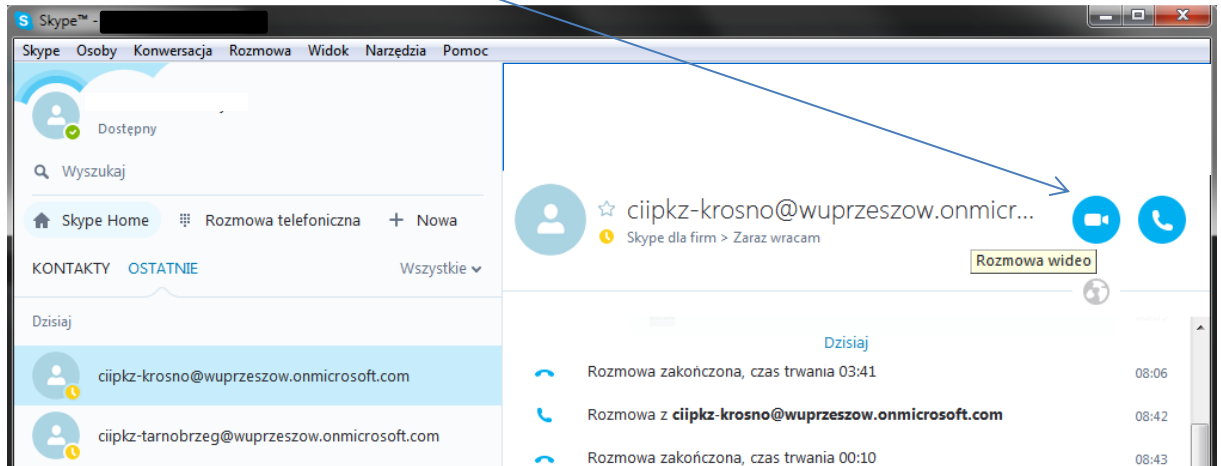 Skype™ -
Skype Osoby Konwersacja Rozmowa Widok Narzędzia Pomoc
Dostępny
Wyszukaj
Skype Home Rozmowa telefoniczna + Nowa
KONTAKTY OSTATNIE Wszystkie
Dzisiaj
ciipkz-krosno@wuprzeszow.onmicrosoft.com
ciipkz-tarnobrzeg@wuprzeszow.onmicrosoft.com
ciipkz-krosno@wuprzeszow.onmicr...
Skype dla firm > Zaraz wracam
Rozmowa wideo
Dzisiaj
Rozmowa zakończona, czas trwania 03:41 08:06
Rozmowa z ciipkz-krosno@wuprzeszow.onmicrosoft.com 08:42
Rozmowa zakończona, czas trwania 00:10 08:43